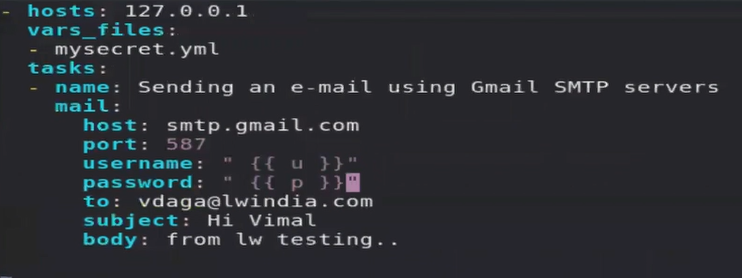 - hosts: 127.0.0.1
  vars_files:
  - mysecret.yml
  tasks:
  - name: Sending an e-mail using Gmail SMTP servers
    mail:
      host: smtp.gmail.com
      port: 587
      username: " {{ u }}"
      password: " {{ p }}"
      to: vdaga@lwindia.com
      subject: Hi Vimal
      body: from lw testing..